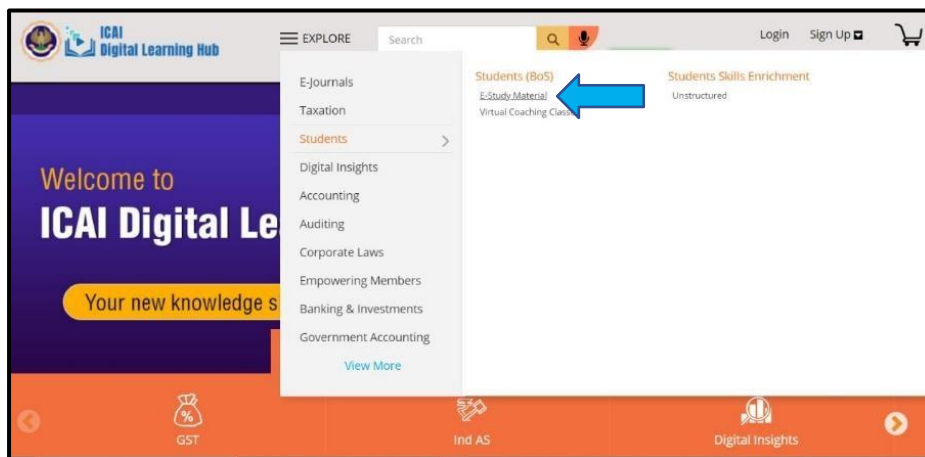 ICAI
Digital Learning Hub
EXPLORE
Search
Login
Sign Up
E-Journals
Taxation
Students
Digital Insights
Accounting
Auditing
Corporate Laws
Empowering Members
Banking & Investments
Government Accounting
View More
Students (BoS)
E-Study Material
Virtual Coaching
Students Skills Enrichment
Unstructured
Welcome to
ICAI Digital Le
Your new knowledge s
GST
Ind AS
Digital Insights